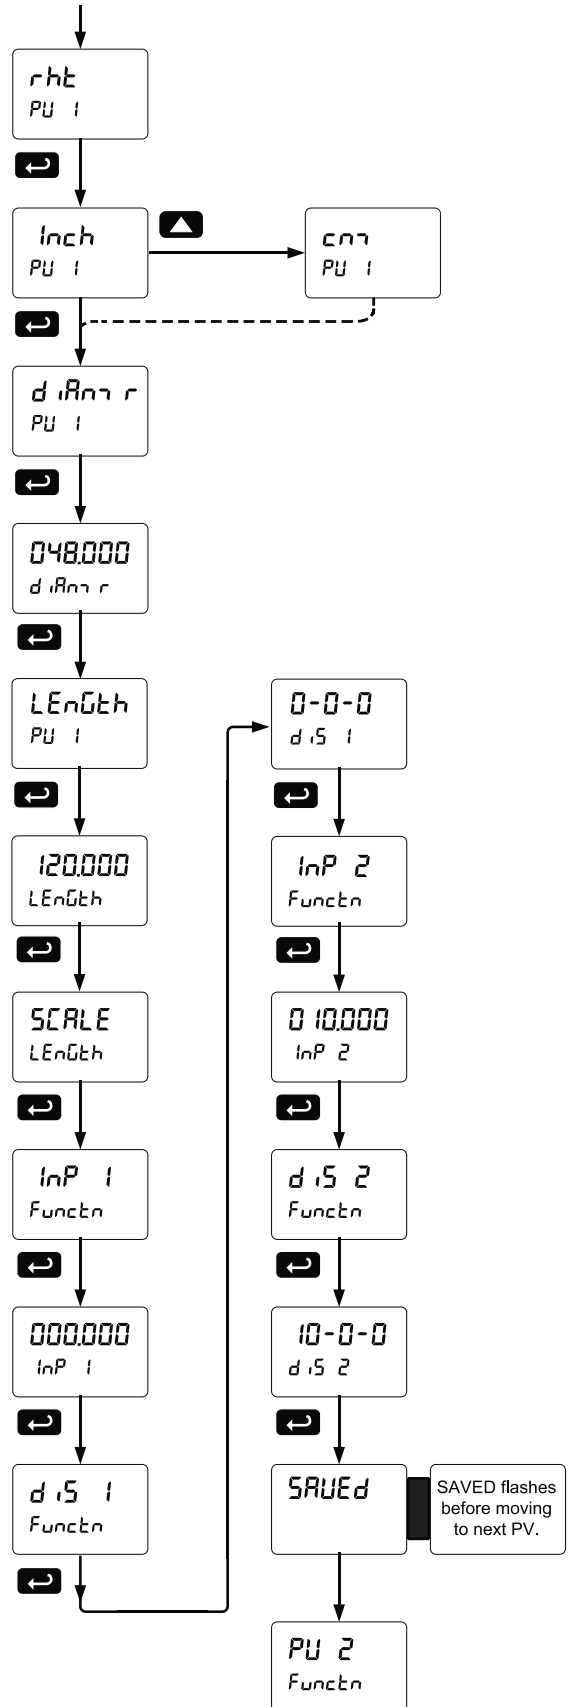 rht
PV 1
Inch
PV 1
cm
PV 1
diAmtr
PV 1
048.000
diAmtr
LEnGth
PV 1
120.000
LEnGth
SCALE
LEnGth
InP 1
Functn
000.000
InP 1
diS 1
Functn
0-0-0
diS 1
InP 2
Functn
010.000
InP 2
diS 2
Functn
10-0-0
diS 2
SAVEd
SAVED flashes
before moving
to next PV.
PV 2
Functn